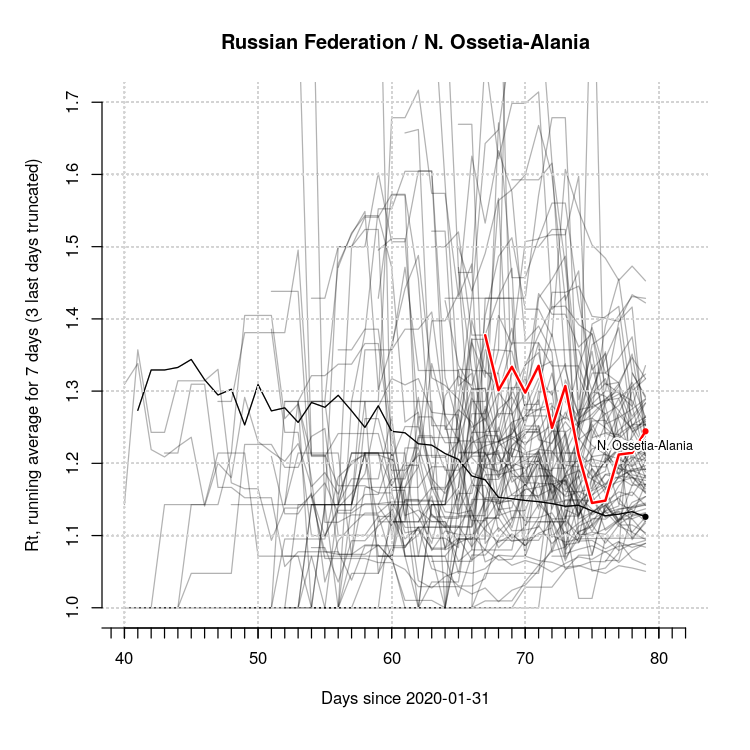 Russian Federation / N. Ossetia-Alania
Rt, running average for 7 days (3 last days truncated)
1.7
1.6
1.5
1.4
1.3
1.2
1.1
1.0
N. Ossetia-Alania
40 50 60 70 80
Days since 2020-01-31